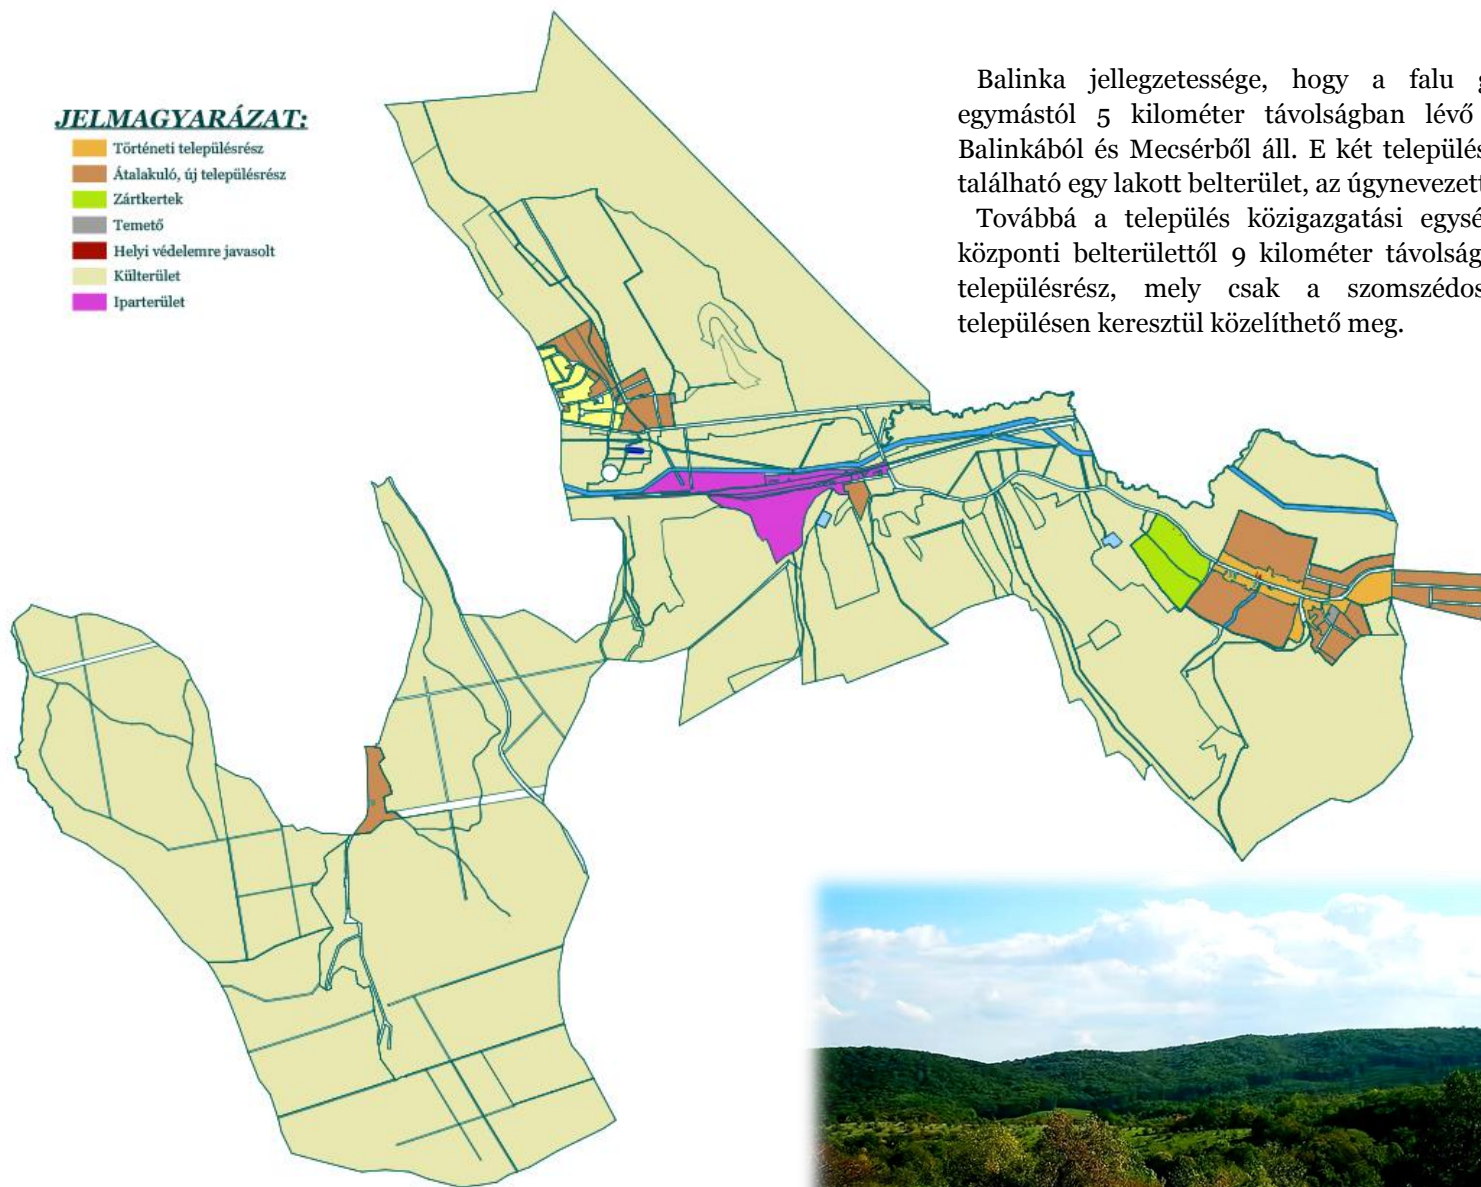 JELMAGYARÁZAT:
Történeti településrész
Átalakuló, új településrész
Zártkertek
Temető
Helyi védelemre javasolt
Külterület
Iparterület
Balinka jellegzetessége, hogy a falu
egymástól 5 kilométer távolságban lévő
Balinkából és Mecsérből áll. E két település
található egy lakott belterület, az úgynevezett
Továbbá a település közigazgatási egysé
központi belterülettől 9 kilométer távolság
településrész, mely csak a szomszédos
településen keresztül közelíthető meg.